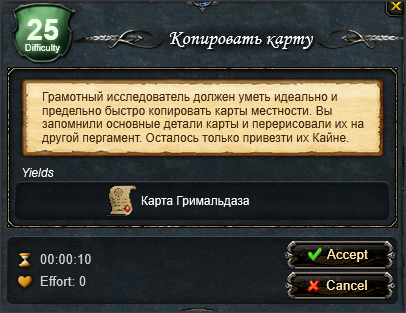 25
Difficulty
Копировать карту
Грамотный исследователь должен уметь идеально и
предельно быстро копировать карты местности. Вы
запомнили основные детали карты и перерисовали их на
другой пергамент. Осталось только привезти их Кайне.
Yields
Карта Гримальдаза
00:00:10
Accept
Effort: 0
Cancel